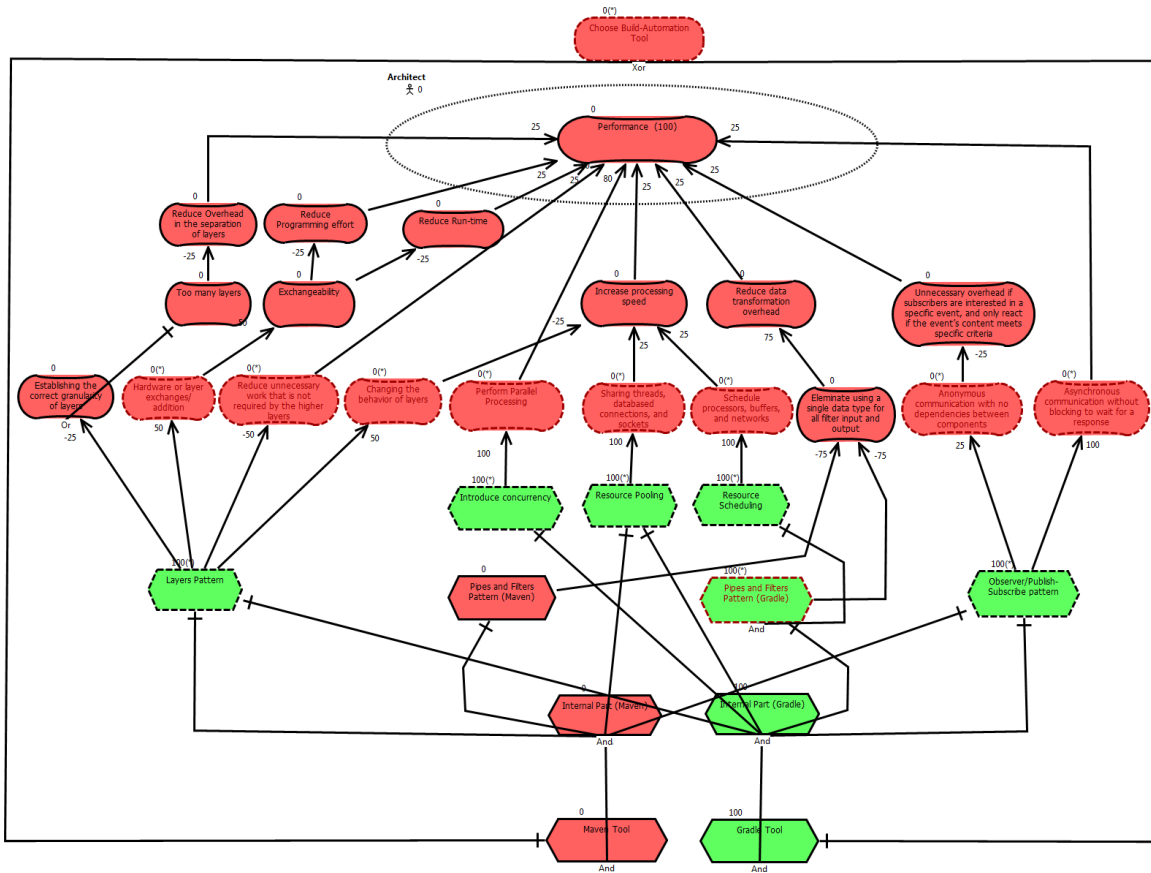 0(*)
Choose Build-Automation
Tool
Xor
Architect
0
0
Performance (100)
25
25
25
25
80
25
25
25
0
Reduce Overhead
in the separation
of layers
-25
0
Reduce
Programming effort
-25
0
Reduce Run-time
-25
0
Too many layers
0
Exchangeability
50
0
Increase processing
speed
-25
25
25
0
Reduce data
transformation
overhead
75
0
Unnecessary overhead if
subscribers are interested in a
specific event, and only react
if the event's content meets
specific criteria
-25
0
Establishing the
correct granularity
of layers
Or
-25
0(*)
Hardware or layer
exchanges/
addition
50
0(*)
Reduce unnecessary
work that is not
required by the higher
layers
-50
0(*)
Changing the
behavior of layers
50
0(*)
Perform Parallel
Processing
100
0(*)
Sharing threads,
databased
connections, and
sockets
100
0(*)
Schedule
processors, buffers,
and networks
100
0
Eleminate using a
single data type for
all filter input and
output
-75
-75
0(*)
Anonymous
communication with no
dependencies between
components
25
0(*)
Asynchronous
communication without
blocking to wait for a
response
100
100(*)
Introduce concurrency
100(*)
Resource Pooling
100(*)
Resource
Scheduling
100(*)
Layers Pattern
0
Pipes and Filters
Pattern (Maven)
100(*)
Pipes and Filters
Pattern (Gradle)
And
100(*)
Observer/Publish-
Subscribe pattern
0
Internal Part (Maven)
And
100
Internal Part (Gradle)
And
0
Maven Tool
And
100
Gradle Tool
And